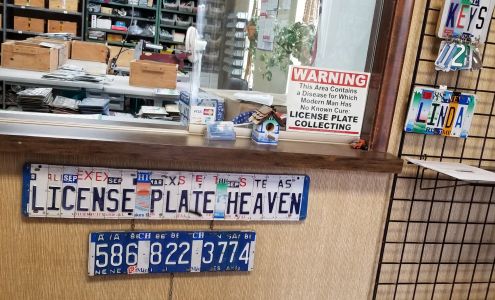 KEYS
U2
WARNING
This Area Contains
a Disease for Which
Modern Man Has
No Known Cure:
LICENSE PLATE
COLLECTING
LINDA
LICENSE PLATE HEAVEN
586 822 3774